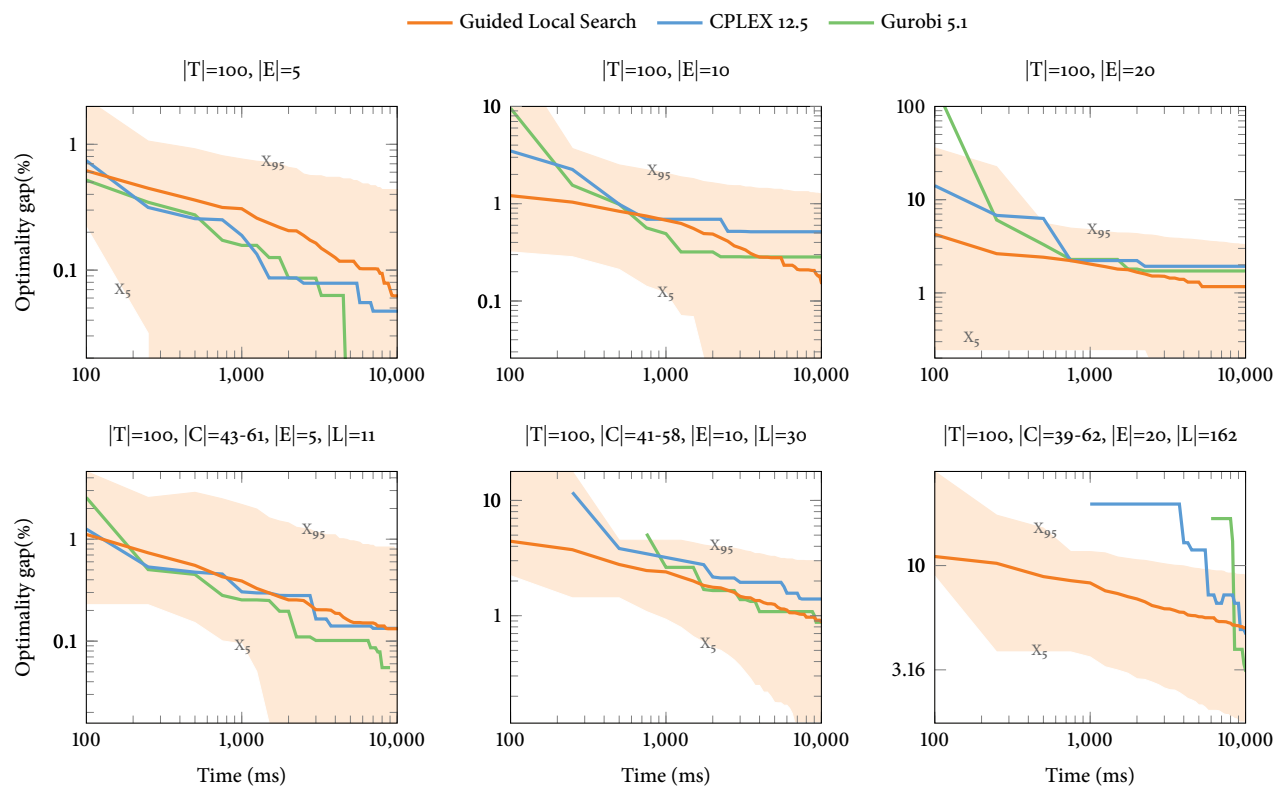 Guided Local Search CPLEX 12.5 Gurobi 5.1
|T|=100, |E|=5
|T|=100, |E|=10
|T|=100, |E|=20
Optimality gap(%)
1
0.1
X95
X5
100 1,000 10,000
10
1
0.1
X95
X5
100 1,000 10,000
100
10
1
X95
X5
100 1,000 10,000
|T|=100, |C|=43-61, |E|=5, |L|=11
|T|=100, |C|=41-58, |E|=10, |L|=30
|T|=100, |C|=39-62, |E|=20, |L|=162
Optimality gap(%)
1
0.1
X95
X5
100 1,000 10,000
Time (ms)
10
1
X95
X5
100 1,000 10,000
Time (ms)
10
3.16
X95
X5
100 1,000 10,000
Time (ms)